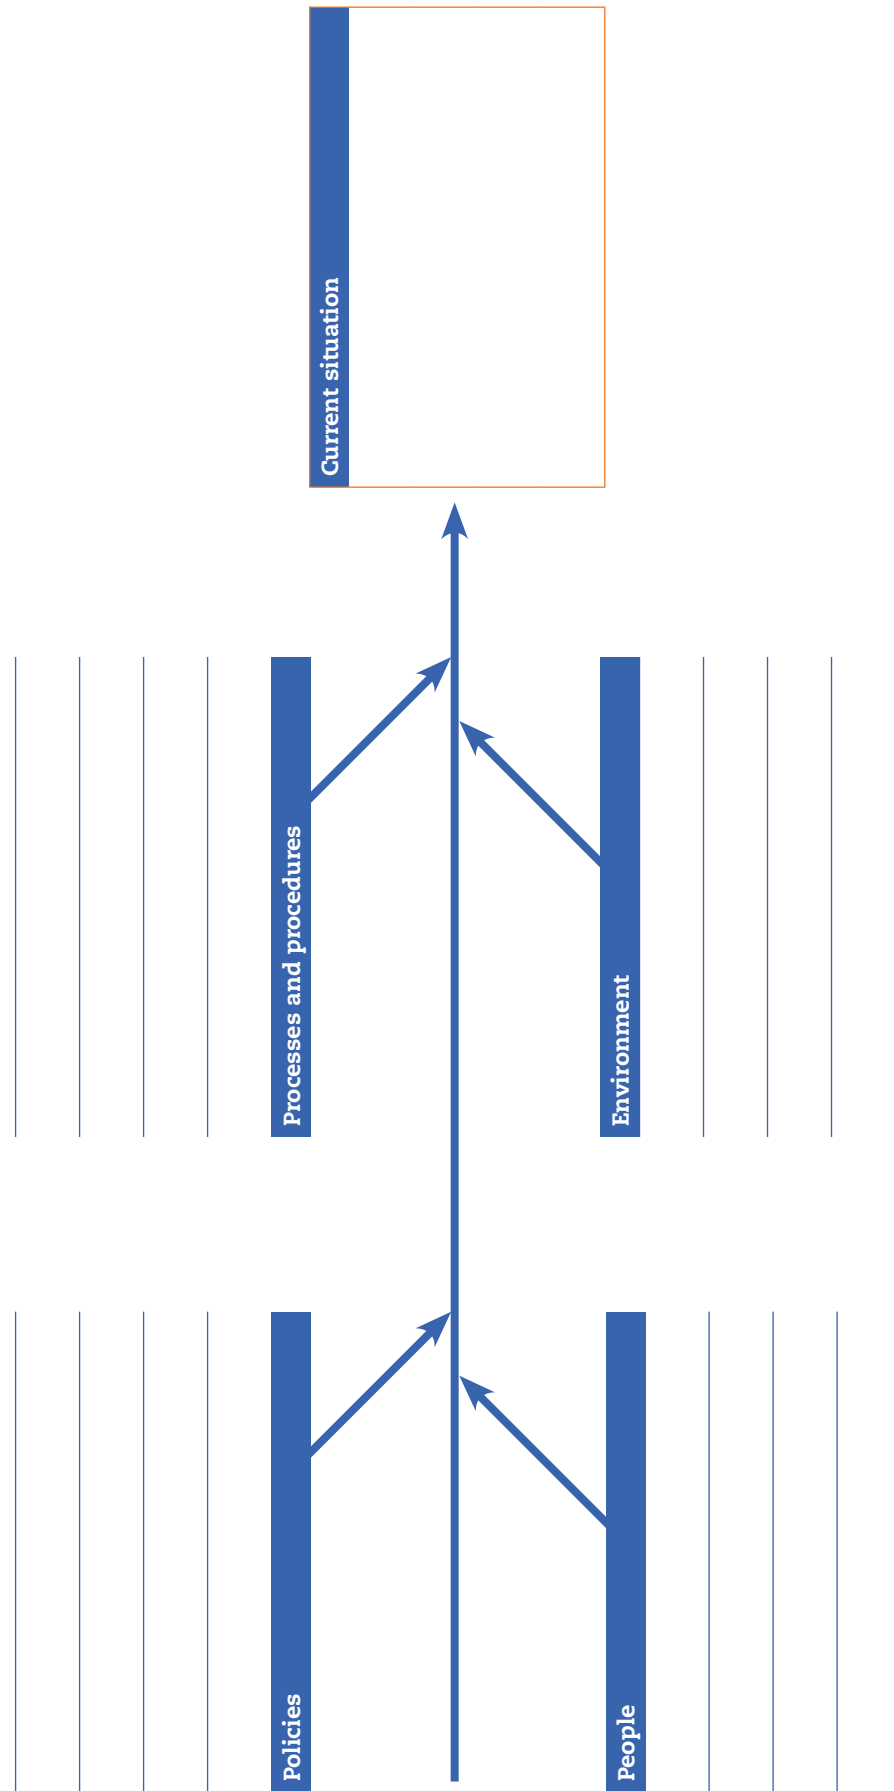 Policies
Processes and procedures
Current situation
People
Environment